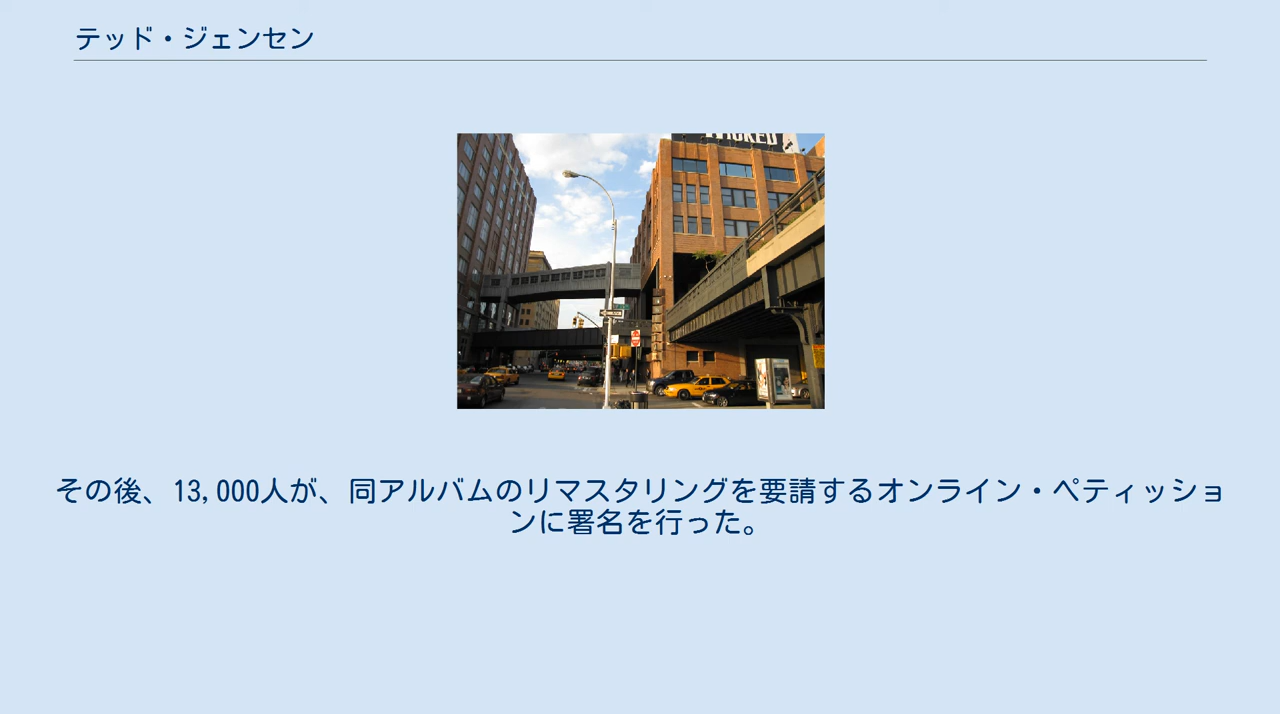 テッド・ジェンセン
WICKED
その後、13,000人が、同アルバムのリマスタリングを要請するオンライン・ペティッショ
ンに署名を行った。